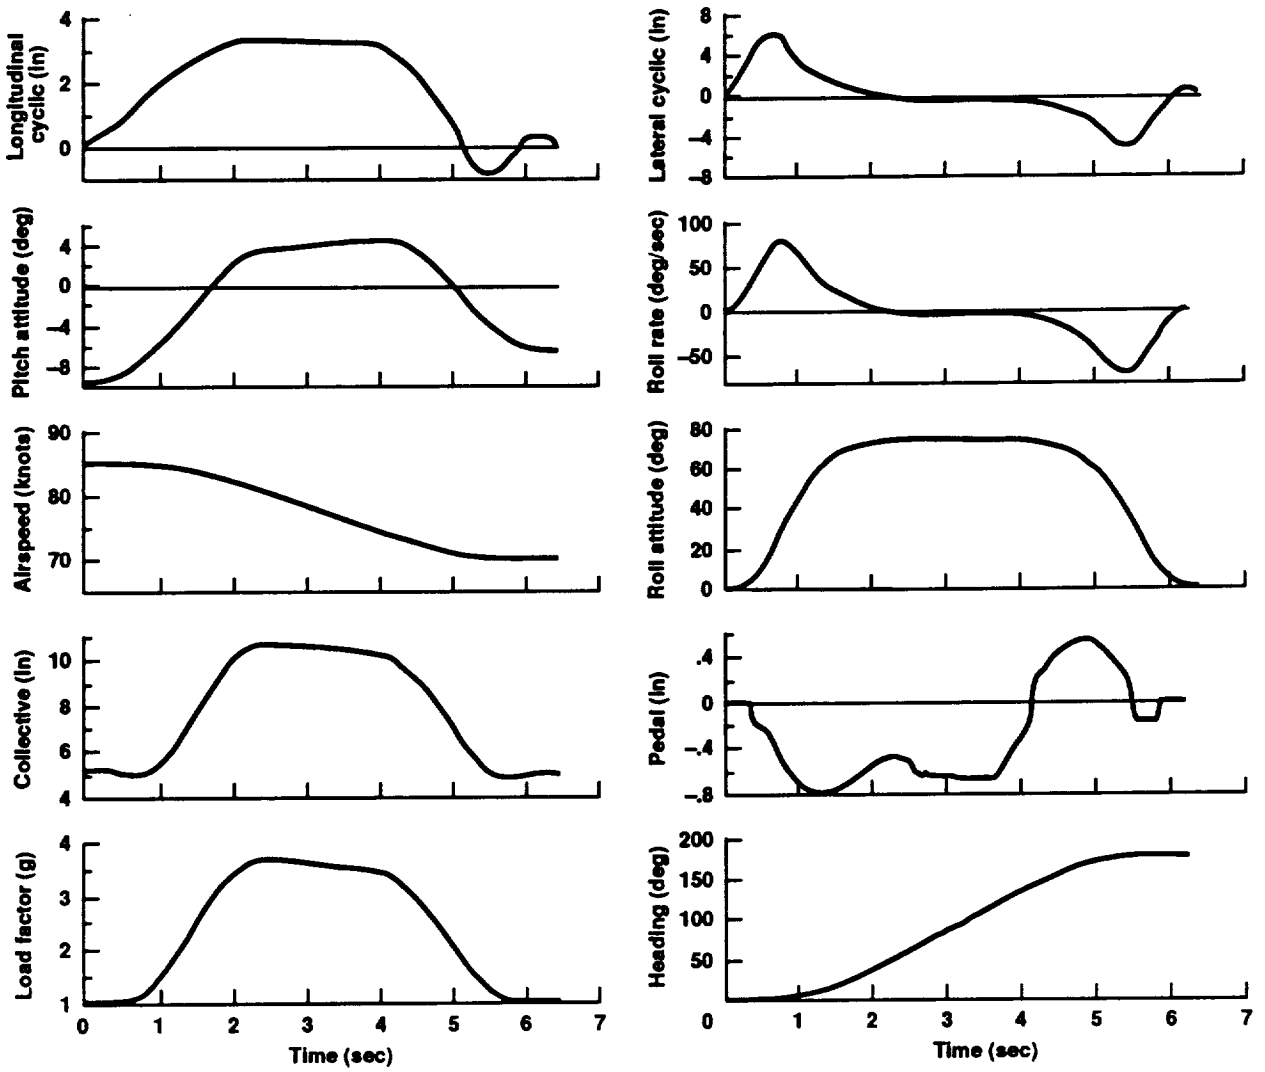 Longitudinal
cyclic (in)
4
2
0
Pitch attitude (deg)
4
0
–4
–8
Airspeed (knots)
90
80
70
Collective (in)
10
8
6
4
Load factor (g)
4
3
2
1
0 1 2 3 4 5 6 7
Time (sec)
Lateral cyclic (in)
8
4
0
–4
–8
Roll rate (deg/sec)
100
50
0
–50
Roll attitude (deg)
80
60
40
20
0
Pedal (in)
.4
0
–.4
–.8
Heading (deg)
200
150
100
50
0 1 2 3 4 5 6 7
Time (sec)